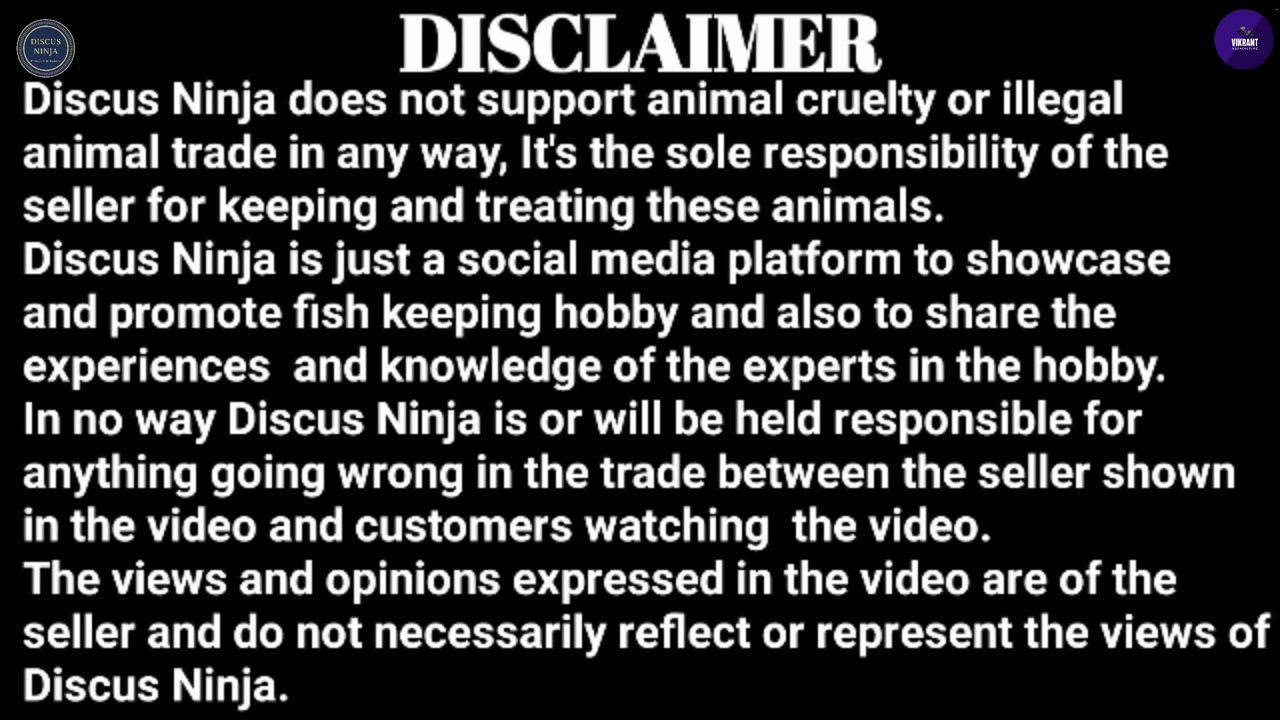 DISCUS
NINJA
VIKRANT
DISCLAIMER
Discus Ninja does not support animal cruelty or illegal
animal trade in any way, It's the sole responsibility of the
seller for keeping and treating these animals.
Discus Ninja is just a social media platform to showcase
and promote fish keeping hobby and also to share the
experiences  and knowledge of the experts in the hobby.
In no way Discus Ninja is or will be held responsible for
anything going wrong in the trade between the seller shown
in the video and customers watching  the video.
The views and opinions expressed in the video are of the
seller and do not necessarily reflect or represent the views of
Discus Ninja.